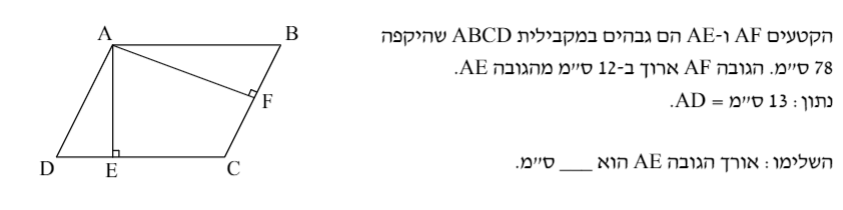 הקטעים AF ו-AE הם גבהים במקבילית ABCD שהיקפה
78 ס״מ. הגובה AF ארוך ב-12 ס״מ מהגובה AE.
נתון: 13 ס״מ = AD.
השלימו: אורך הגובה AE הוא ___ ס״מ.
A
B
F
D
E
C